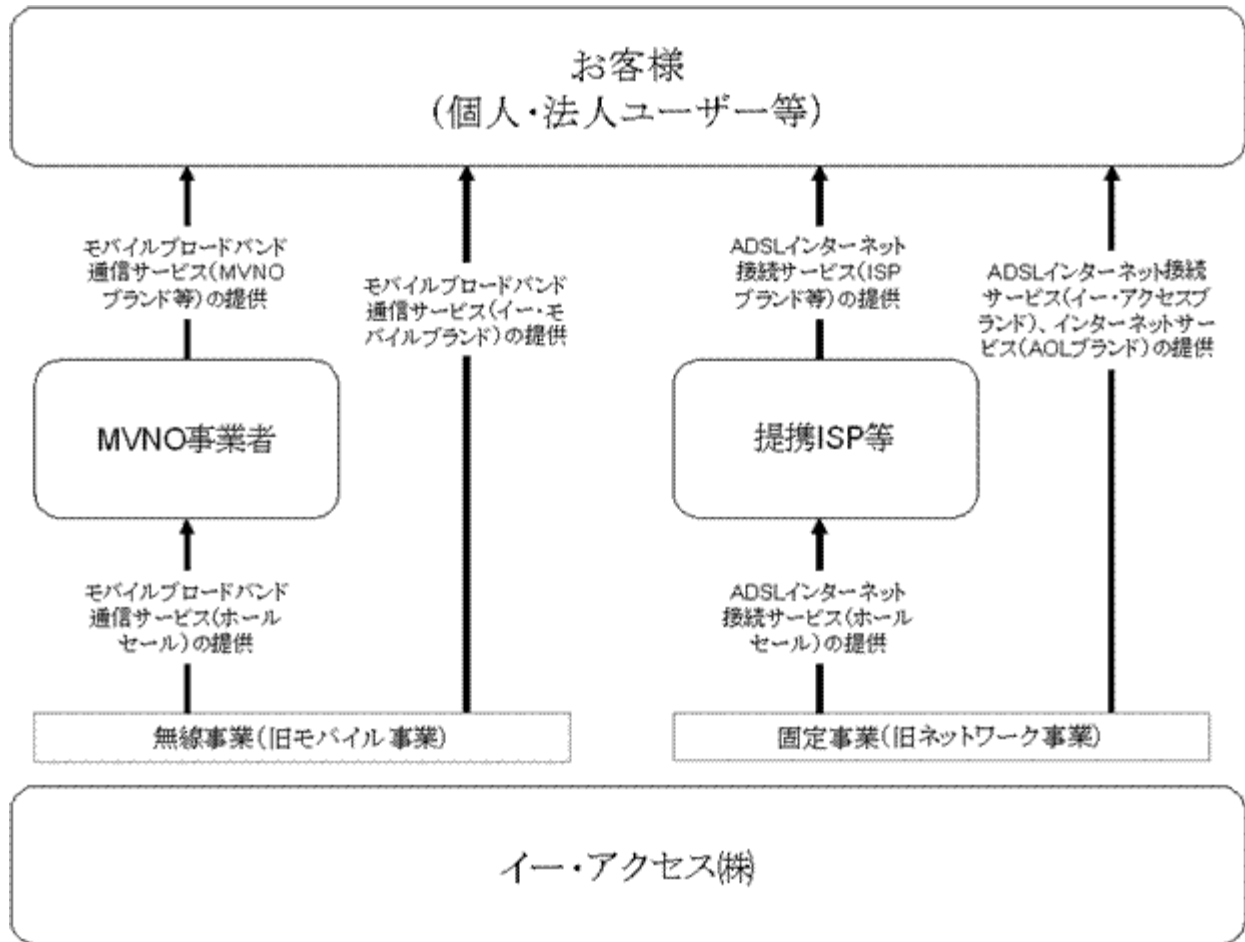 お客様
(個人・法人ユーザー等)
モバイルブロードバンド
通信サービス(MVNO
ブランド等)の提供
モバイルブロードバンド
通信サービス(イー・モ
バイルブランド)の提供
ADSLインターネット
接続サービス(ISP
ブランド等)の提供
ADSLインターネット接続
サービス(イー・アクセスブ
ランド)、インターネットサー
ビス(AOLブランド)の提供
MVNO事業者
提携ISP等
モバイルブロードバンド
通信サービス(ホール
セール)の提供
ADSLインターネット
接続サービス(ホール
セール)の提供
無線事業(旧モバイル事業)
固定事業(旧ネットワーク事業)
イー・アクセス㈱